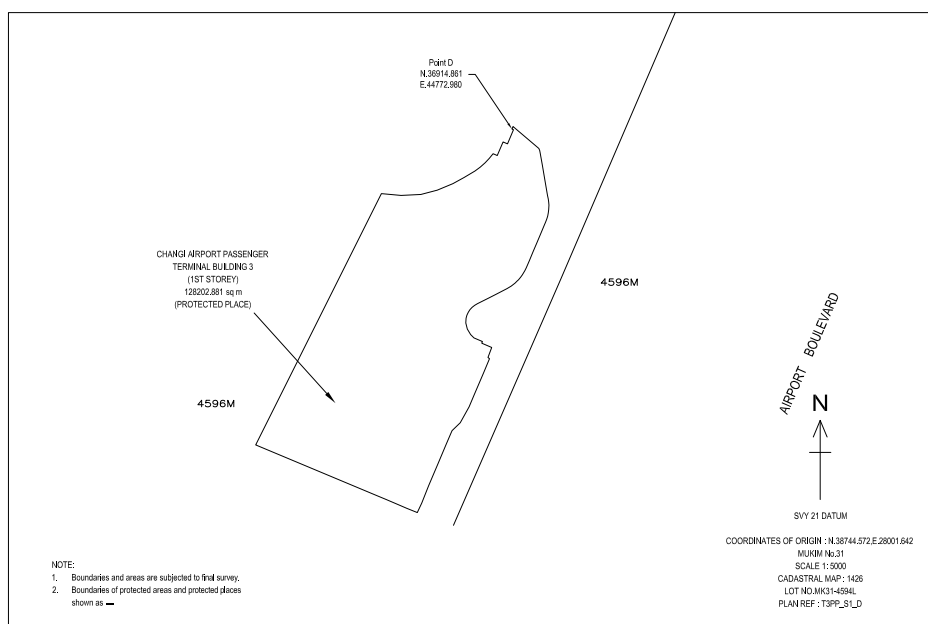 Point D
N.36914.861
E.44772.980
CHANGI AIRPORT PASSENGER
TERMINAL BUILDING 3
(1ST STOREY)
128202.881 sq m
(PROTECTED PLACE)
4596M
4596M
AIRPORT BOULEVARD
N
SVY 21 DATUM
COORDINATES OF ORIGIN : N.38744.572,E.28001.642
MUKIM No.31
SCALE 1: 5000
CADASTRAL MAP : 1426
LOT NO.MK31-4594L
PLAN REF : T3PP_S1_D
NOTE:
1. Boundaries and areas are subjected to final survey.
2. Boundaries of protected areas and protected places
shown as —